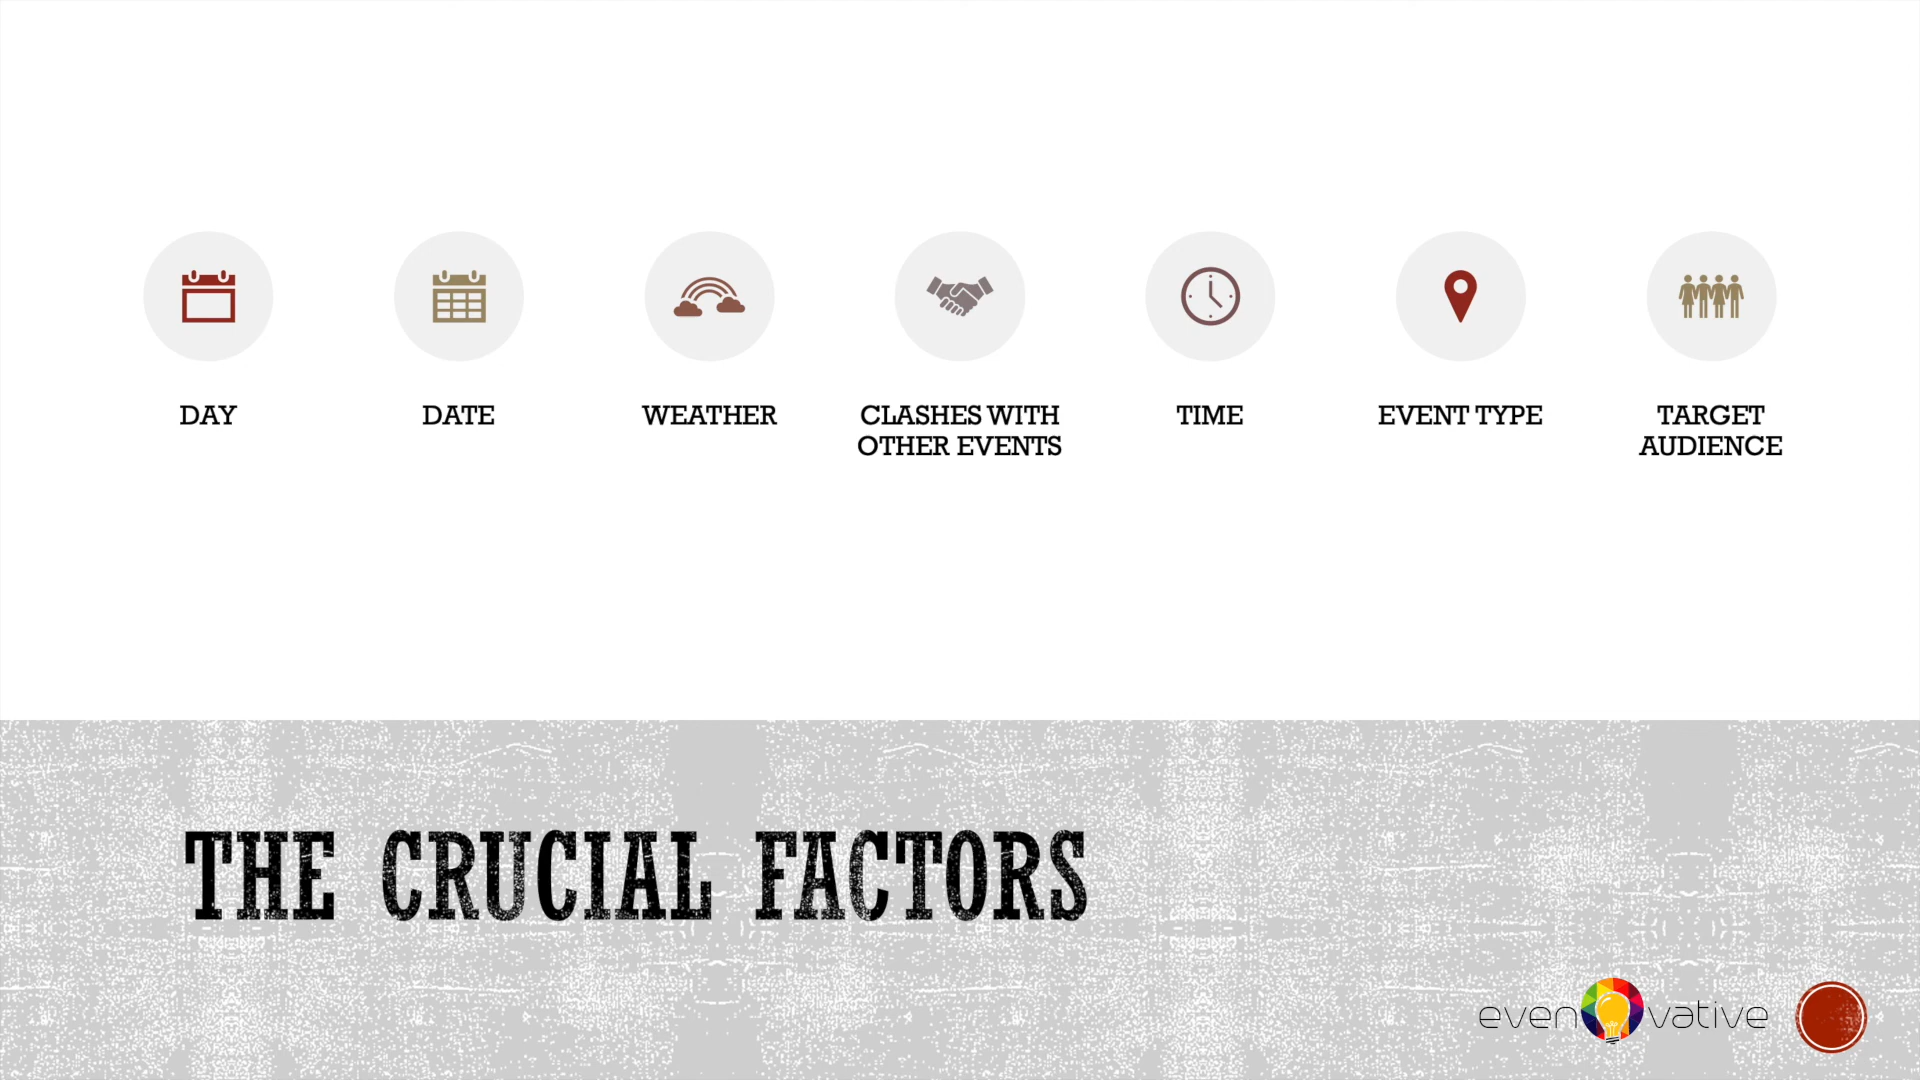 DAY
DATE
WEATHER
CLASHES WITH
OTHER EVENTS
TIME
EVENT TYPE
TARGET
AUDIENCE
THE CRUCIAL FACTORS
even vative